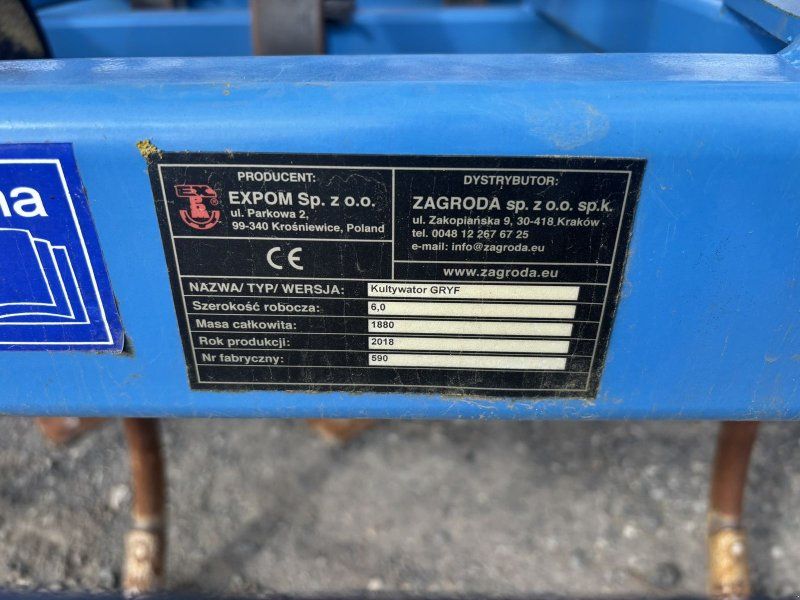 na
PRODUCENT:
EX
EXPOM Sp. z o.o.
ul. Parkowa 2,
99-340 Krośniewice, Poland
CE
DYSTRYBUTOR:
ZAGRODA sp. z o.o. sp.k.
ul. Zakopiańska 9, 30-418 Kraków
tel. 0048 12 267 67 25
e-mail: info@zagroda.eu
www.zagroda.eu
NAZWA/ TYP/ WERSJA: Kultywator GRYF
Szerokość robocza: 6,0
Masa całkowita: 1880
Rok produkcji: 2018
Nr fabryczny: 590